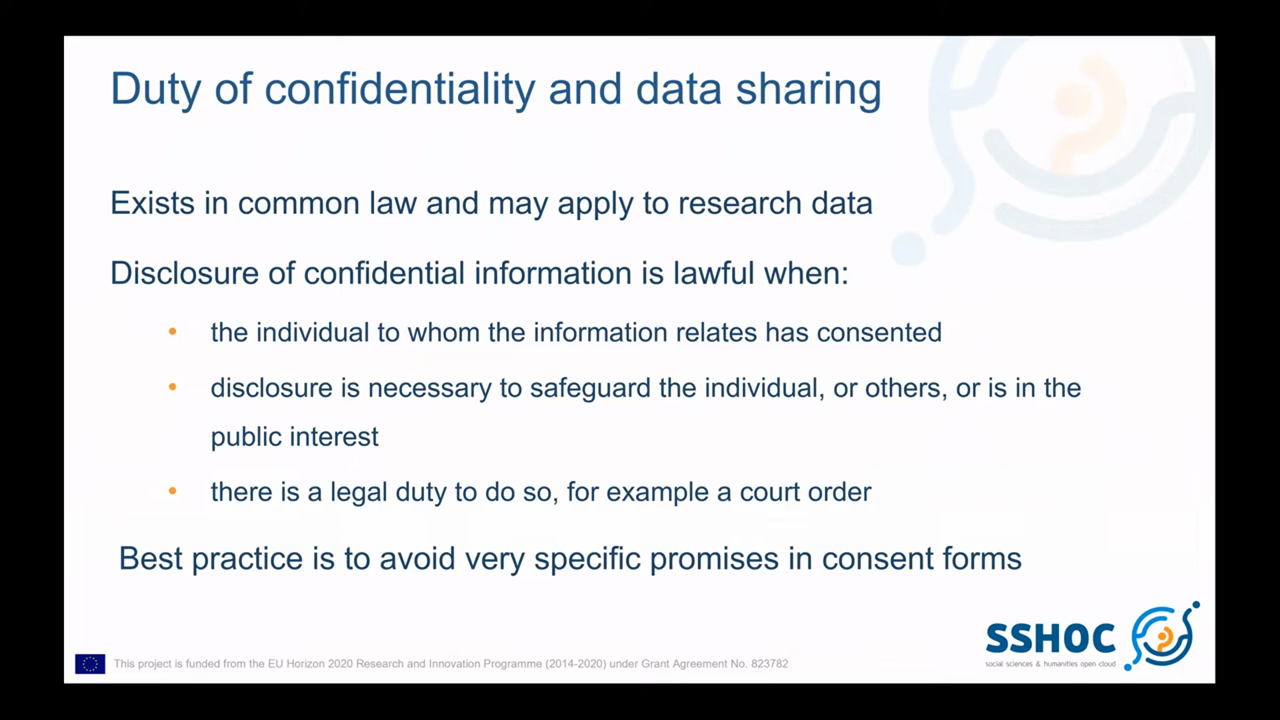 Duty of confidentiality and data sharing
Exists in common law and may apply to research data
Disclosure of confidential information is lawful when:
• the individual to whom the information relates has consented
• disclosure is necessary to safeguard the individual, or others, or is in the
public interest
• there is a legal duty to do so, for example a court order
Best practice is to avoid very specific promises in consent forms
SSHOC
social sciences & humanities open cloud
This project is funded from the EU Horizon 2020 Research and Innovation Programme (2014-2020) under Grant Agreement No. 823782